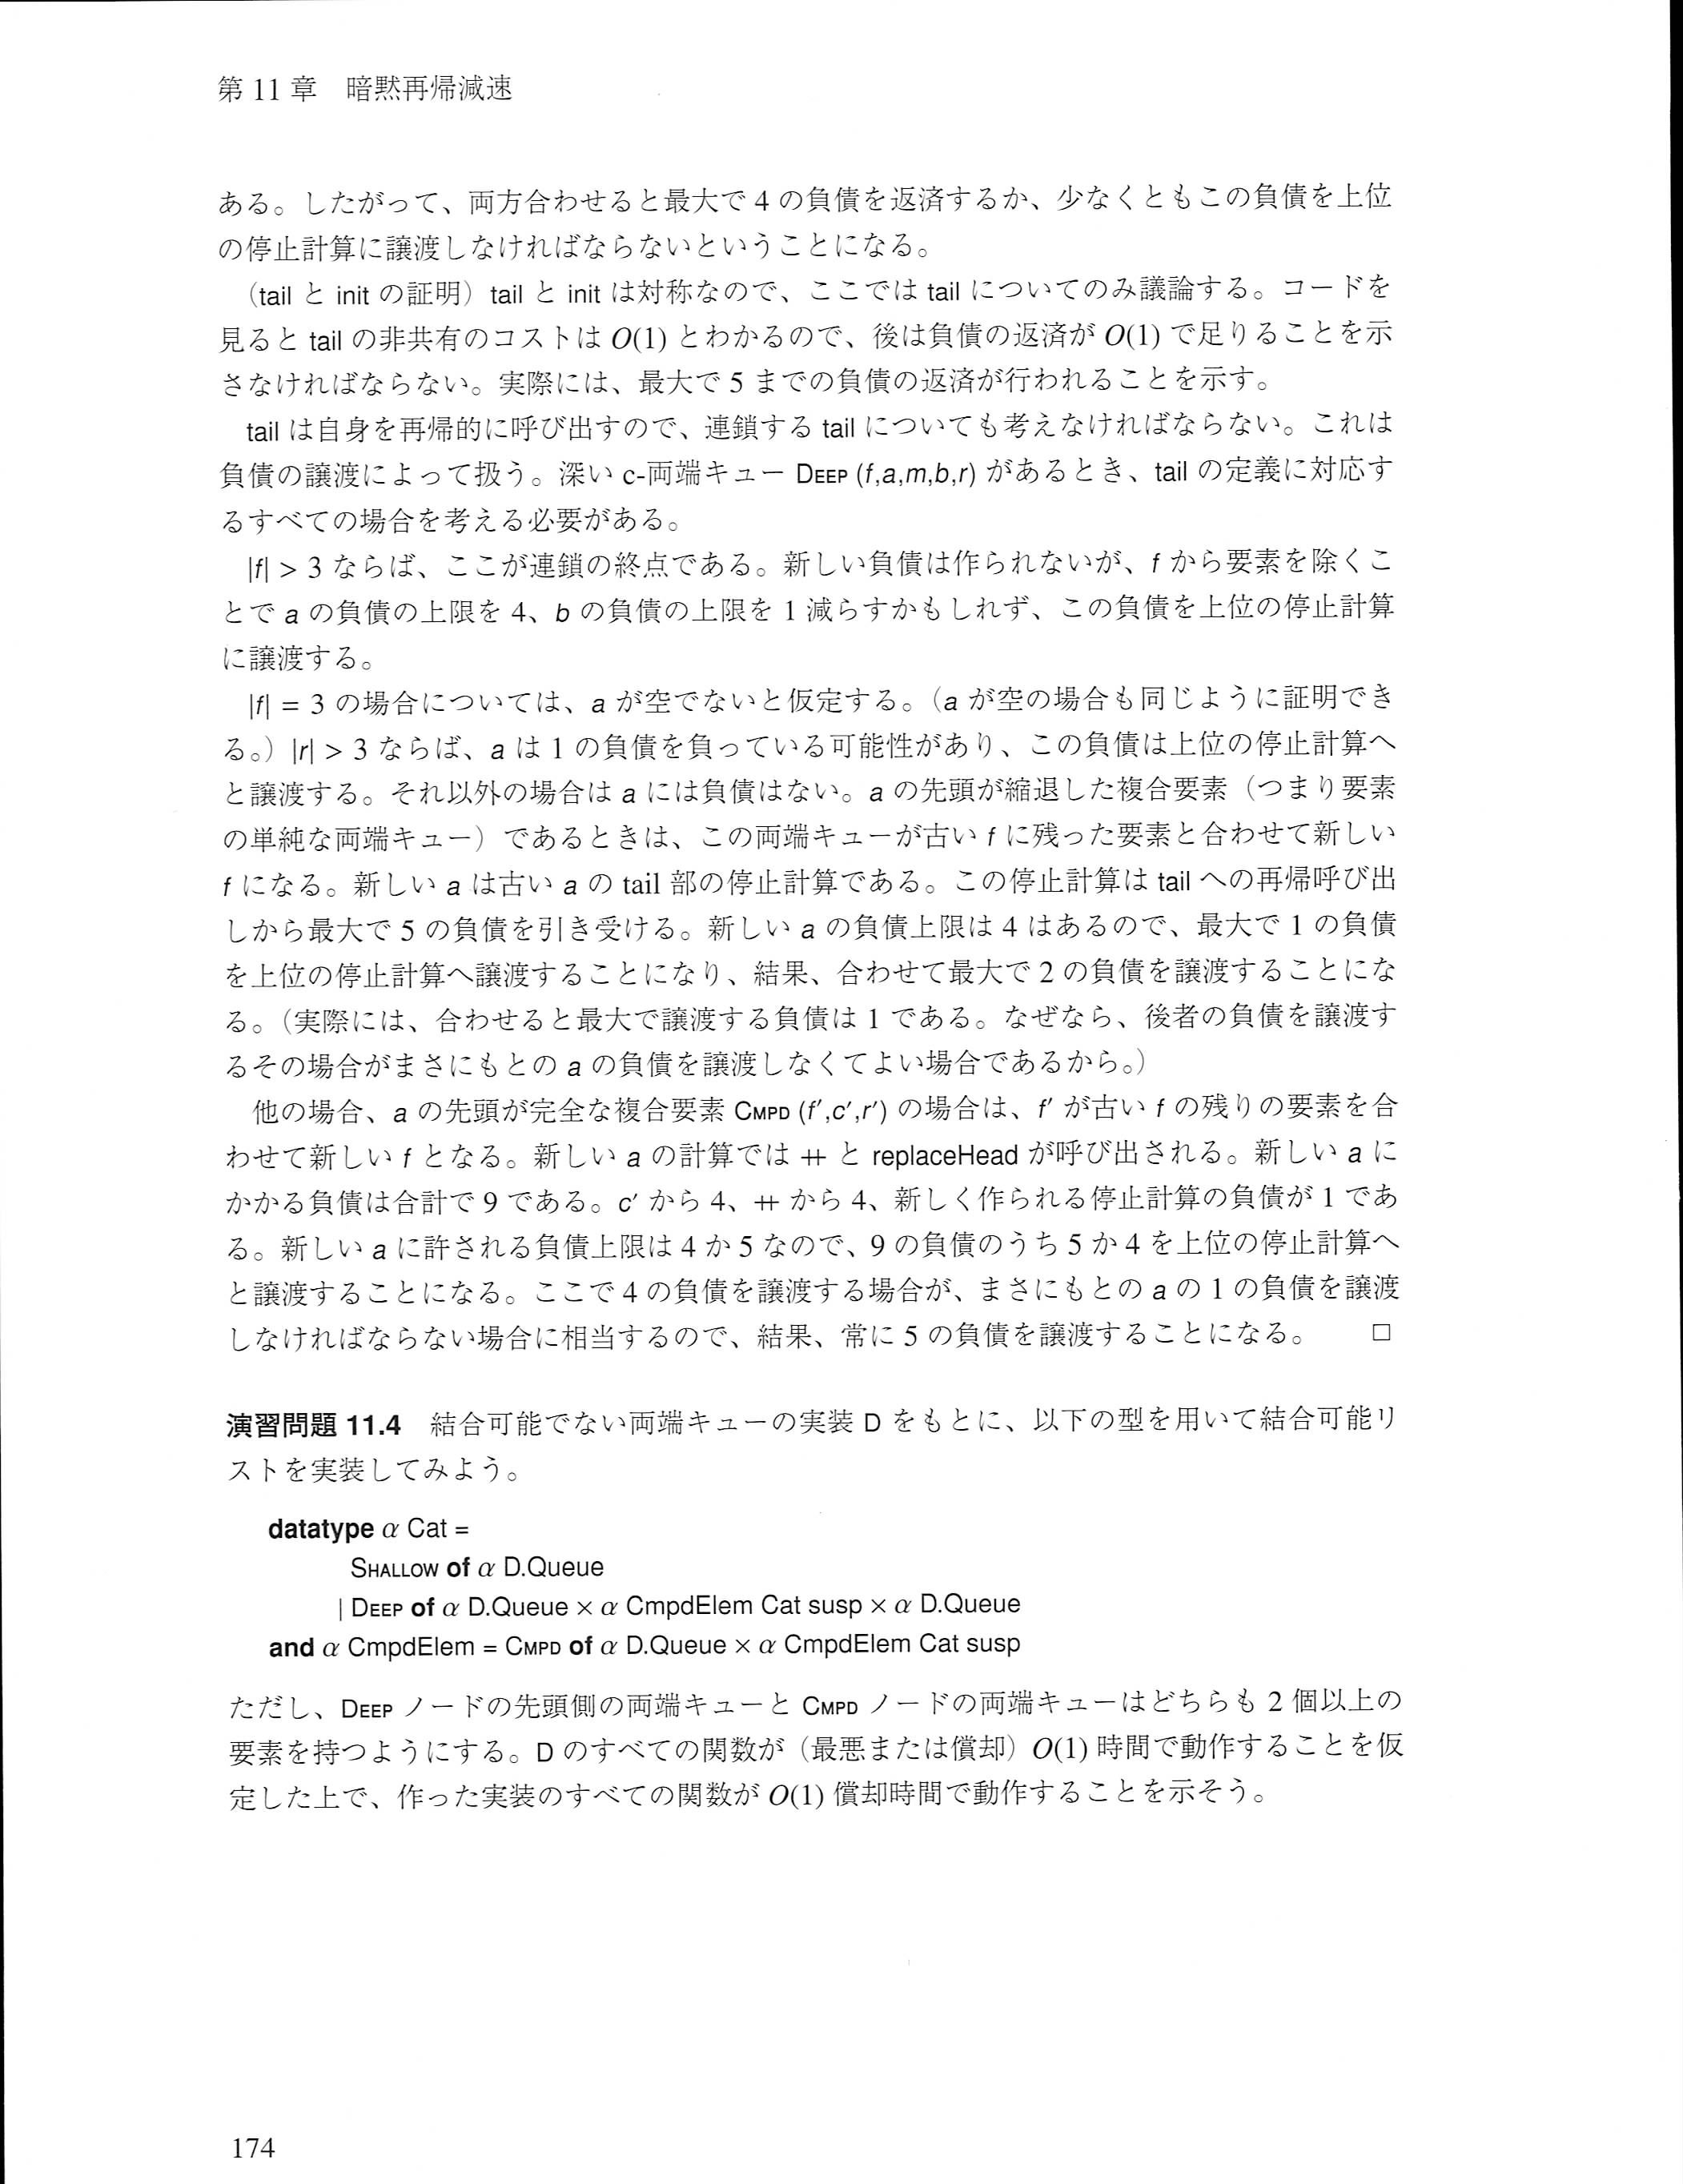 第 11 章　暗黙再帰減速
ある。したがって、両方合わせると最大で 4 の負債を返済するか、少なくともこの負債を上位
の停止計算に譲渡しなければならないということになる。
（tail と init の証明）tail と init は対称なので、ここでは tail についてのみ議論する。コードを
見ると tail の非共有のコストは O(1) とわかるので、後は負債の返済が O(1) で足りることを示
さなければならない。実際には、最大で 5 までの負債の返済が行われることを示す。
tail は自身を再帰的に呼び出すので、連鎖する tail についても考えなければならない。これは
負債の譲渡によって扱う。深い c-両端キュー DEEP (f,a,m,b,r) があるとき、tail の定義に対応す
るすべての場合を考える必要がある。
|f| > 3 ならば、ここが連鎖の終点である。新しい負債は作られないが、f から要素を除くこ
とで a の負債の上限を 4、b の負債の上限を 1 減らすかもしれず、この負債を上位の停止計算
に譲渡する。
|f| = 3 の場合については、a が空でないと仮定する。（a が空の場合も同じように証明でき
る。）|r| > 3 ならば、a は 1 の負債を負っている可能性があり、この負債は上位の停止計算へ
と譲渡する。それ以外の場合は a には負債はない。a の先頭が縮退した複合要素（つまり要素
の単純な両端キュー）であるときは、この両端キューが古い f に残った要素と合わせて新しい
f になる。新しい a は古い a の tail 部の停止計算である。この停止計算は tail への再帰呼び出
しから最大で 5 の負債を引き受ける。新しい a の負債上限は 4 はあるので、最大で 1 の負債
を上位の停止計算へ譲渡することになり、結果、合わせて最大で 2 の負債を譲渡することにな
る。（実際には、合わせると最大で譲渡する負債は 1 である。なぜなら、後者の負債を譲渡す
るその場合がまさにもとの a の負債を譲渡しなくてよい場合であるから。）
他の場合、a の先頭が完全な複合要素 CMPD (f′,c′,r′) の場合は、f′ が古い f の残りの要素を合
わせて新しい f となる。新しい a の計算では ⧺ と replaceHead が呼び出される。新しい a に
かかる負債は合計で 9 である。c′ から 4、⧺ から 4、新しく作られる停止計算の負債が 1 であ
る。新しい a に許される負債上限は 4 か 5 なので、9 の負債のうち 5 か 4 を上位の停止計算へ
と譲渡することになる。ここで 4 の負債を譲渡する場合が、まさにもとの a の 1 の負債を譲渡
しなければならない場合に相当するので、結果、常に 5 の負債を譲渡することになる。　□
演習問題 11.4　結合可能でない両端キューの実装 D をもとに、以下の型を用いて結合可能リ
ストを実装してみよう。
datatype α Cat =
SHALLOW of α D.Queue
| DEEP of α D.Queue × α CmpdElem Cat susp × α D.Queue
and α CmpdElem = CMPD of α D.Queue × α CmpdElem Cat susp
ただし、DEEP ノードの先頭側の両端キューと CMPD ノードの両端キューはどちらも 2 個以上の
要素を持つようにする。D のすべての関数が（最悪または償却）O(1) 時間で動作することを仮
定した上で、作った実装のすべての関数が O(1) 償却時間で動作することを示そう。
174